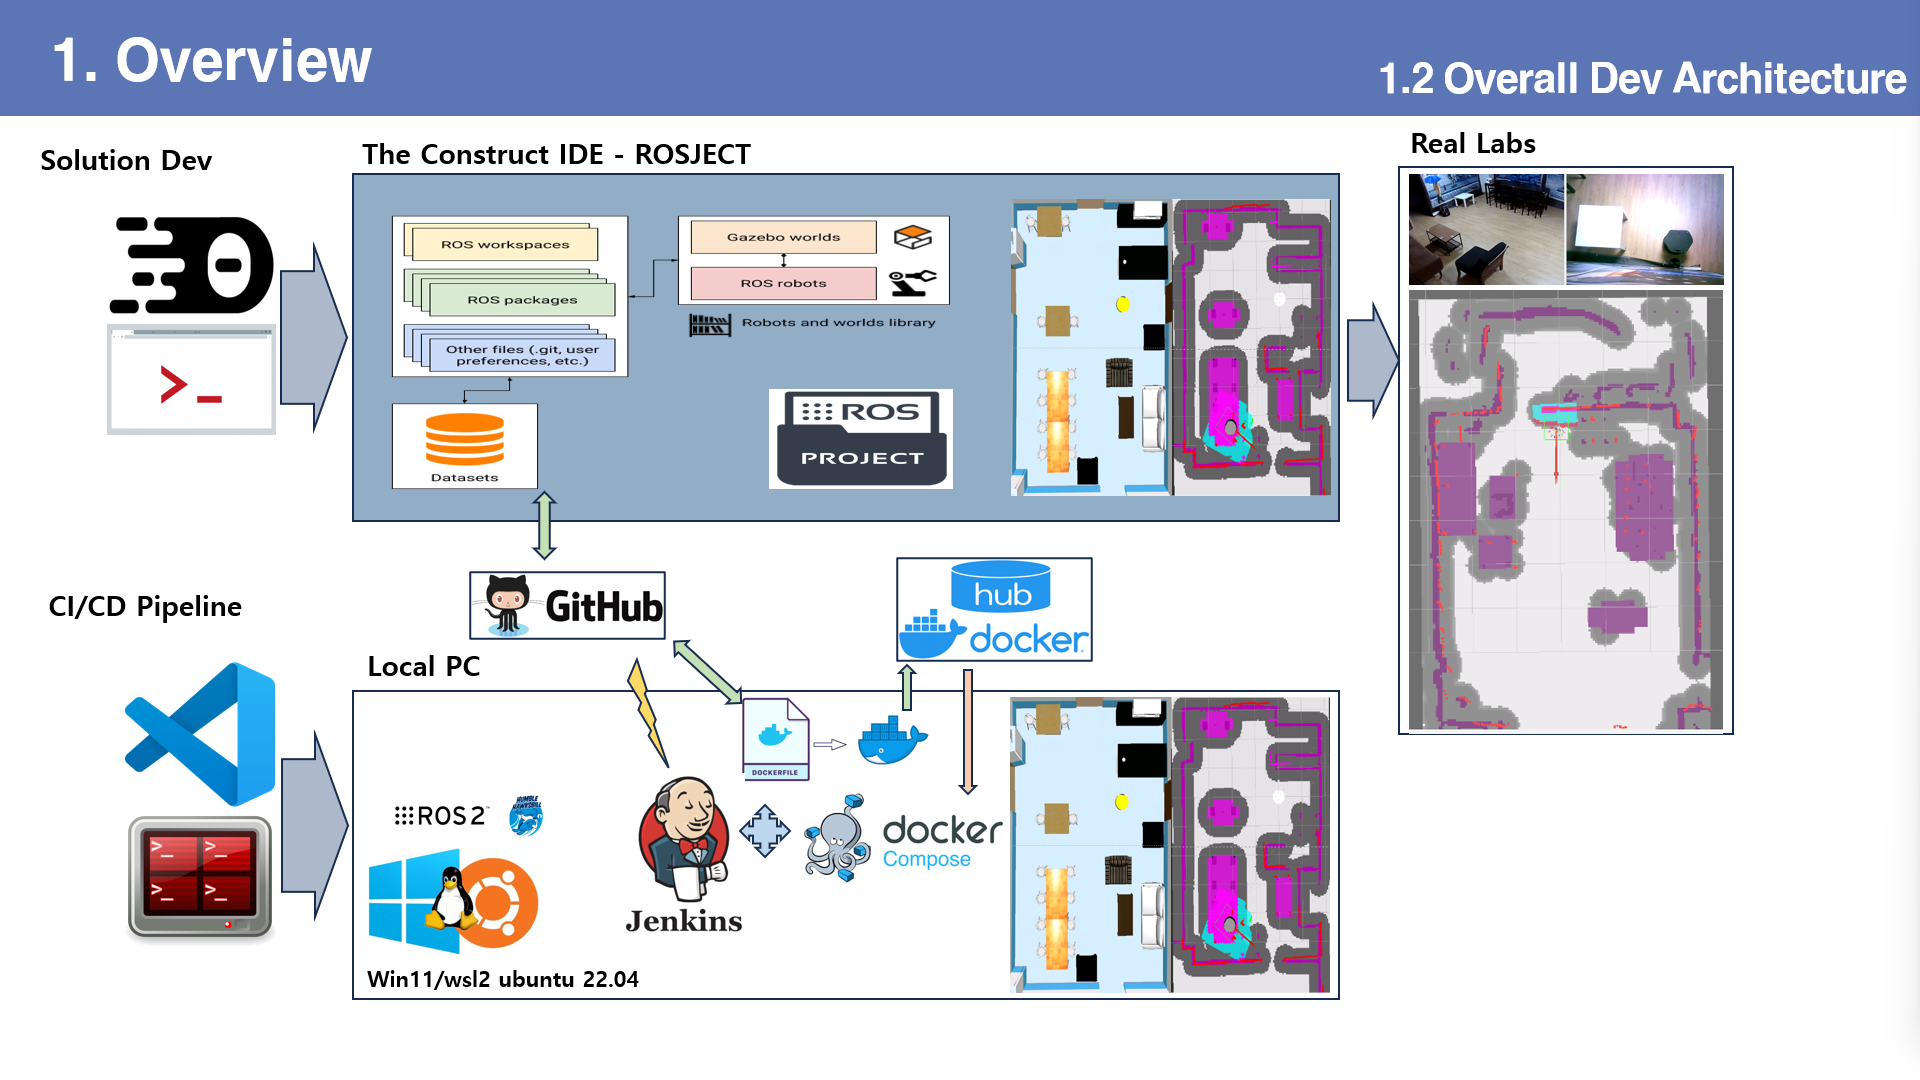 1. Overview
1.2 Overall Dev Architecture
Solution Dev
The Construct IDE - ROSJECT
Real Labs
ROS workspaces
ROS packages
Other files (.git, user
preferences, etc.)
Datasets
Gazebo worlds
ROS robots
Robots and worlds library
ROS
PROJECT
>_
CI/CD Pipeline
GitHub
hub
docker
Local PC
DOCKERFILE
ROS 2™
HUMBLE
HAWKSBILL
Jenkins
docker
Compose
>_ >_
>_ >_
Win11/wsl2 ubuntu 22.04